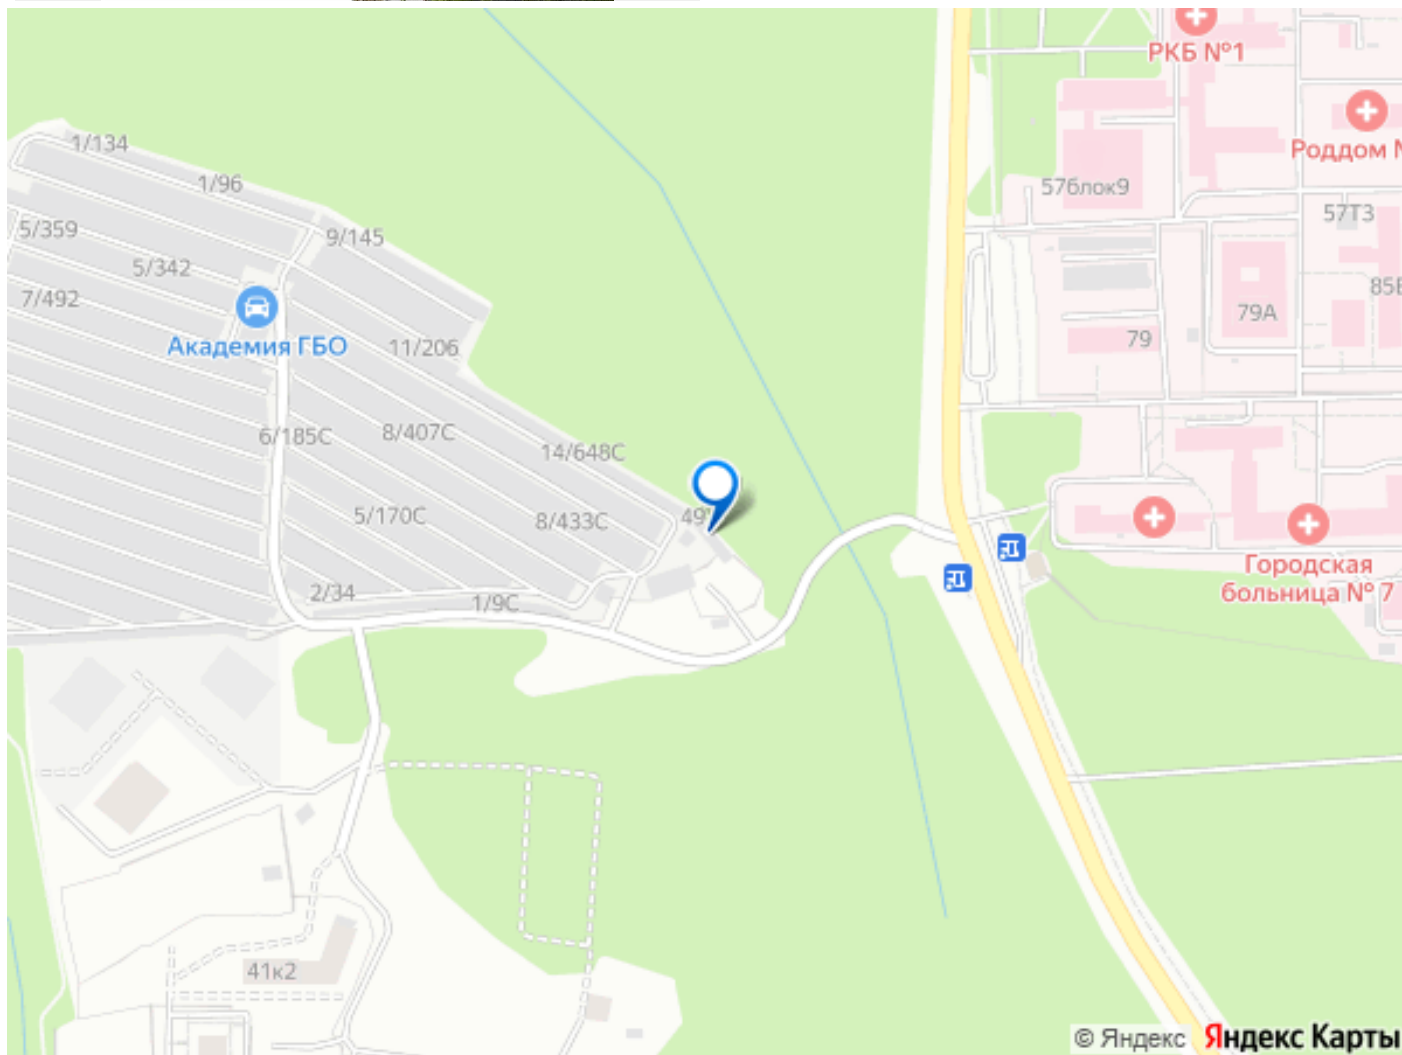 РКБ №1
Роддом
1/134
1/96
57блок9
57Т3
5/359
9/145
5/342
7/492
79А
Академия ГБО
11/206
79
6/185С
8/407С
14/648С
5/170С
8/433С
2/34
1/9С
Городская
больница № 7
41к2
© Яндекс Яндекс Карты